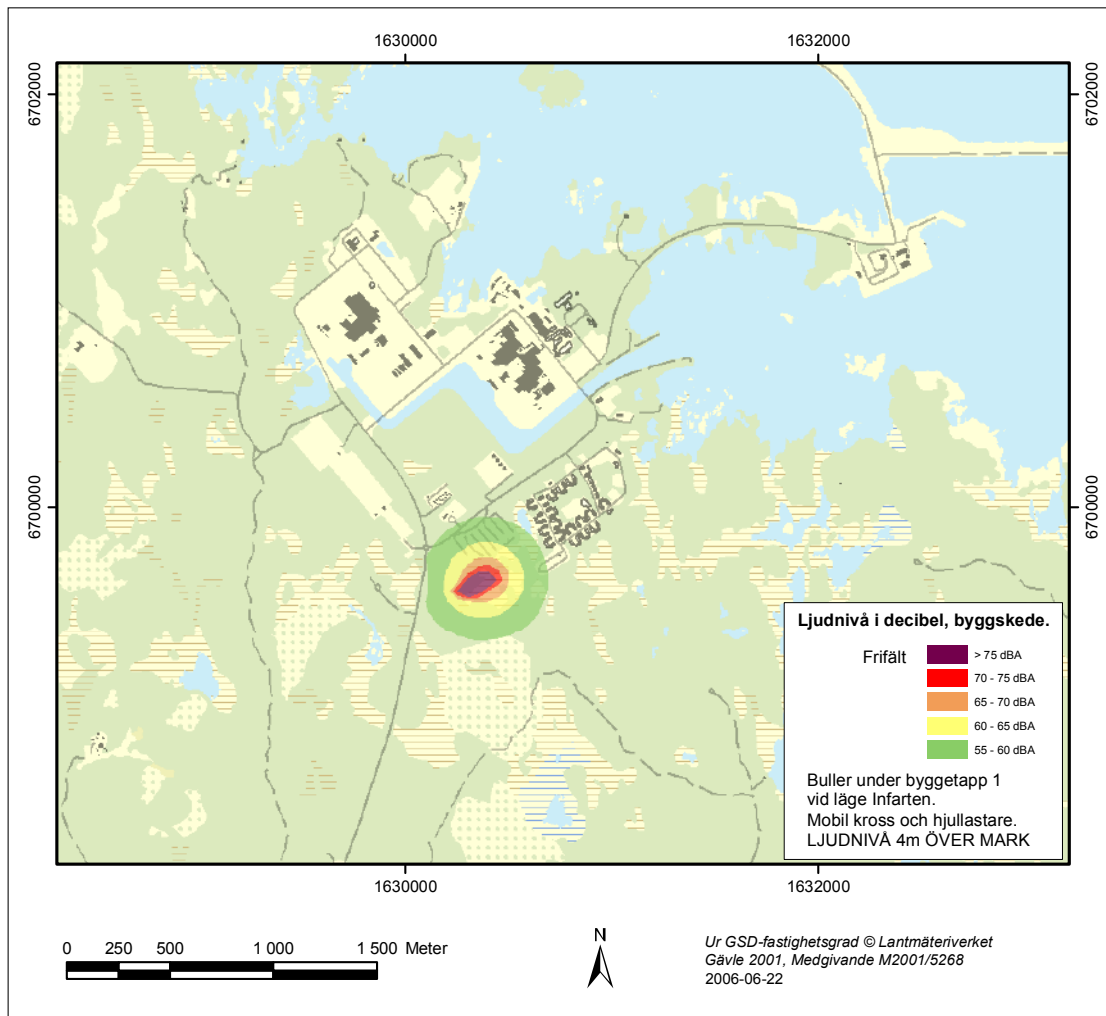 1630000
1632000
6702000
6702000
6700000
6700000
Ljudnivå i decibel, byggskede.
Frifält
> 75 dBA
70 - 75 dBA
65 - 70 dBA
60 - 65 dBA
55 - 60 dBA
Buller under byggetapp 1
vid läge Infarten.
Mobil kross och hjullastare.
LJUDNIVÅ 4m ÖVER MARK
1630000
1632000
0 250 500 1 000 1 500 Meter
N
Ur GSD-fastighetsgrad © Lantmäteriverket
Gävle 2001, Medgivande M2001/5268
2006-06-22